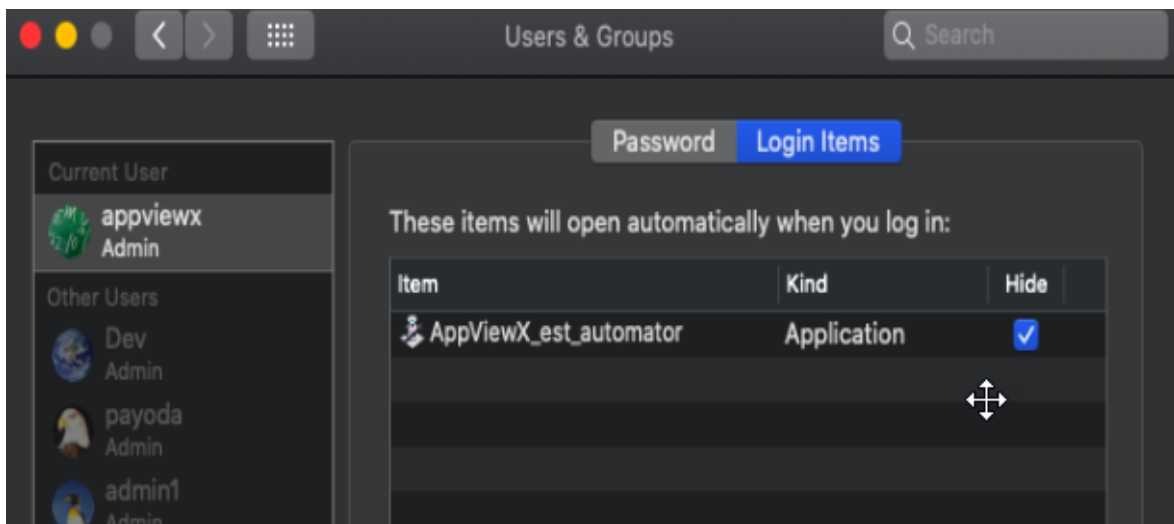 Users & Groups
Search
Password
Login Items
Current User
appviewx
Admin
Other Users
Dev
Admin
payoda
Admin
admin1
Admin
These items will open automatically when you log in:
Item Kind Hide
AppViewX_est_automator Application